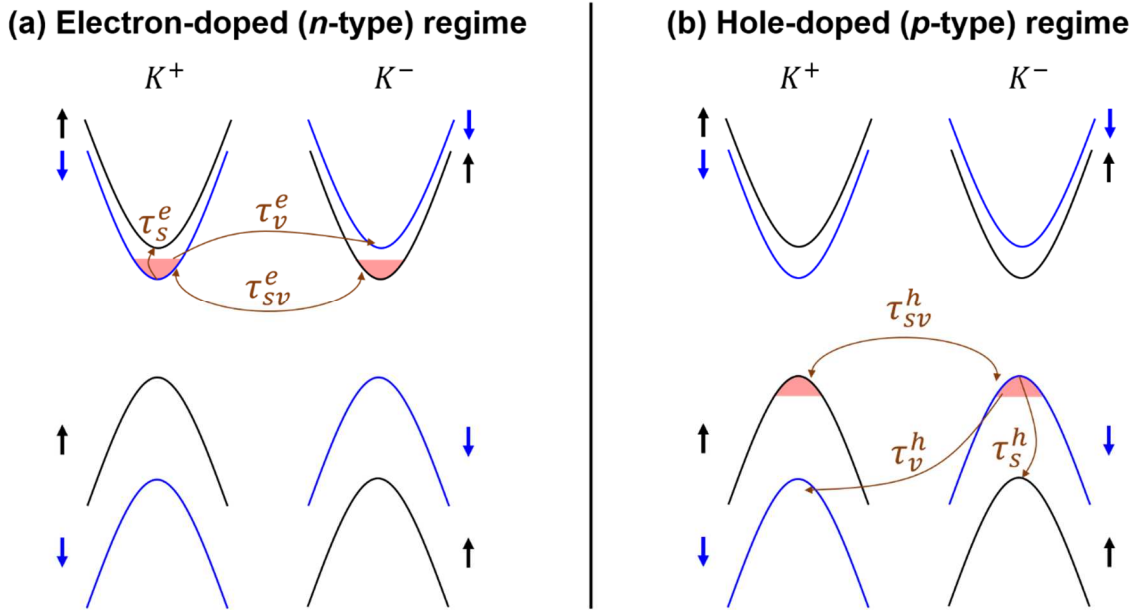 (a) Electron-doped (n-type) regime
K⁺ K⁻
τₛᵉ
τᵥᵉ
τₛᵥᵉ
(b) Hole-doped (p-type) regime
K⁺ K⁻
τₛᵥʰ
τᵥʰ
τₛʰ